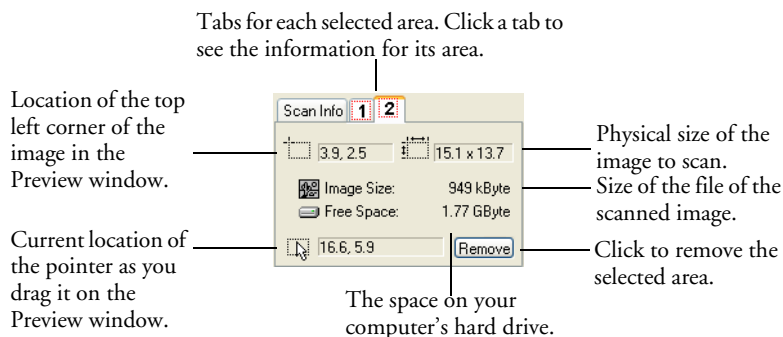 Tabs for each selected area. Click a tab to
see the information for its area.
Location of the top
left corner of the
image in the
Preview window.
Scan Info 1 2
3.9, 2.5 15.1 x 13.7
Image Size: 949 kByte
Free Space: 1.77 GByte
16.6, 5.9 Remove
Physical size of the
image to scan.
Size of the file of the
scanned image.
Current location of
the pointer as you
drag it on the
Preview window.
Click to remove the
selected area.
The space on your
computer's hard drive.